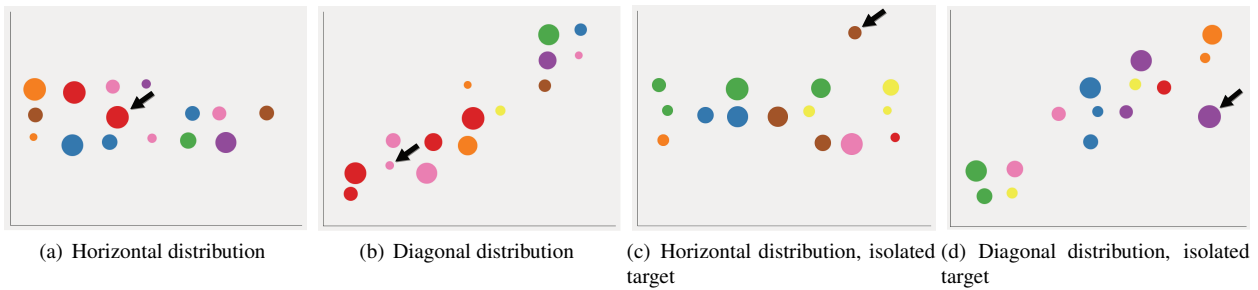 (a) Horizontal distribution
(b) Diagonal distribution
(c) Horizontal distribution, isolated
target
(d) Diagonal distribution, isolated
target